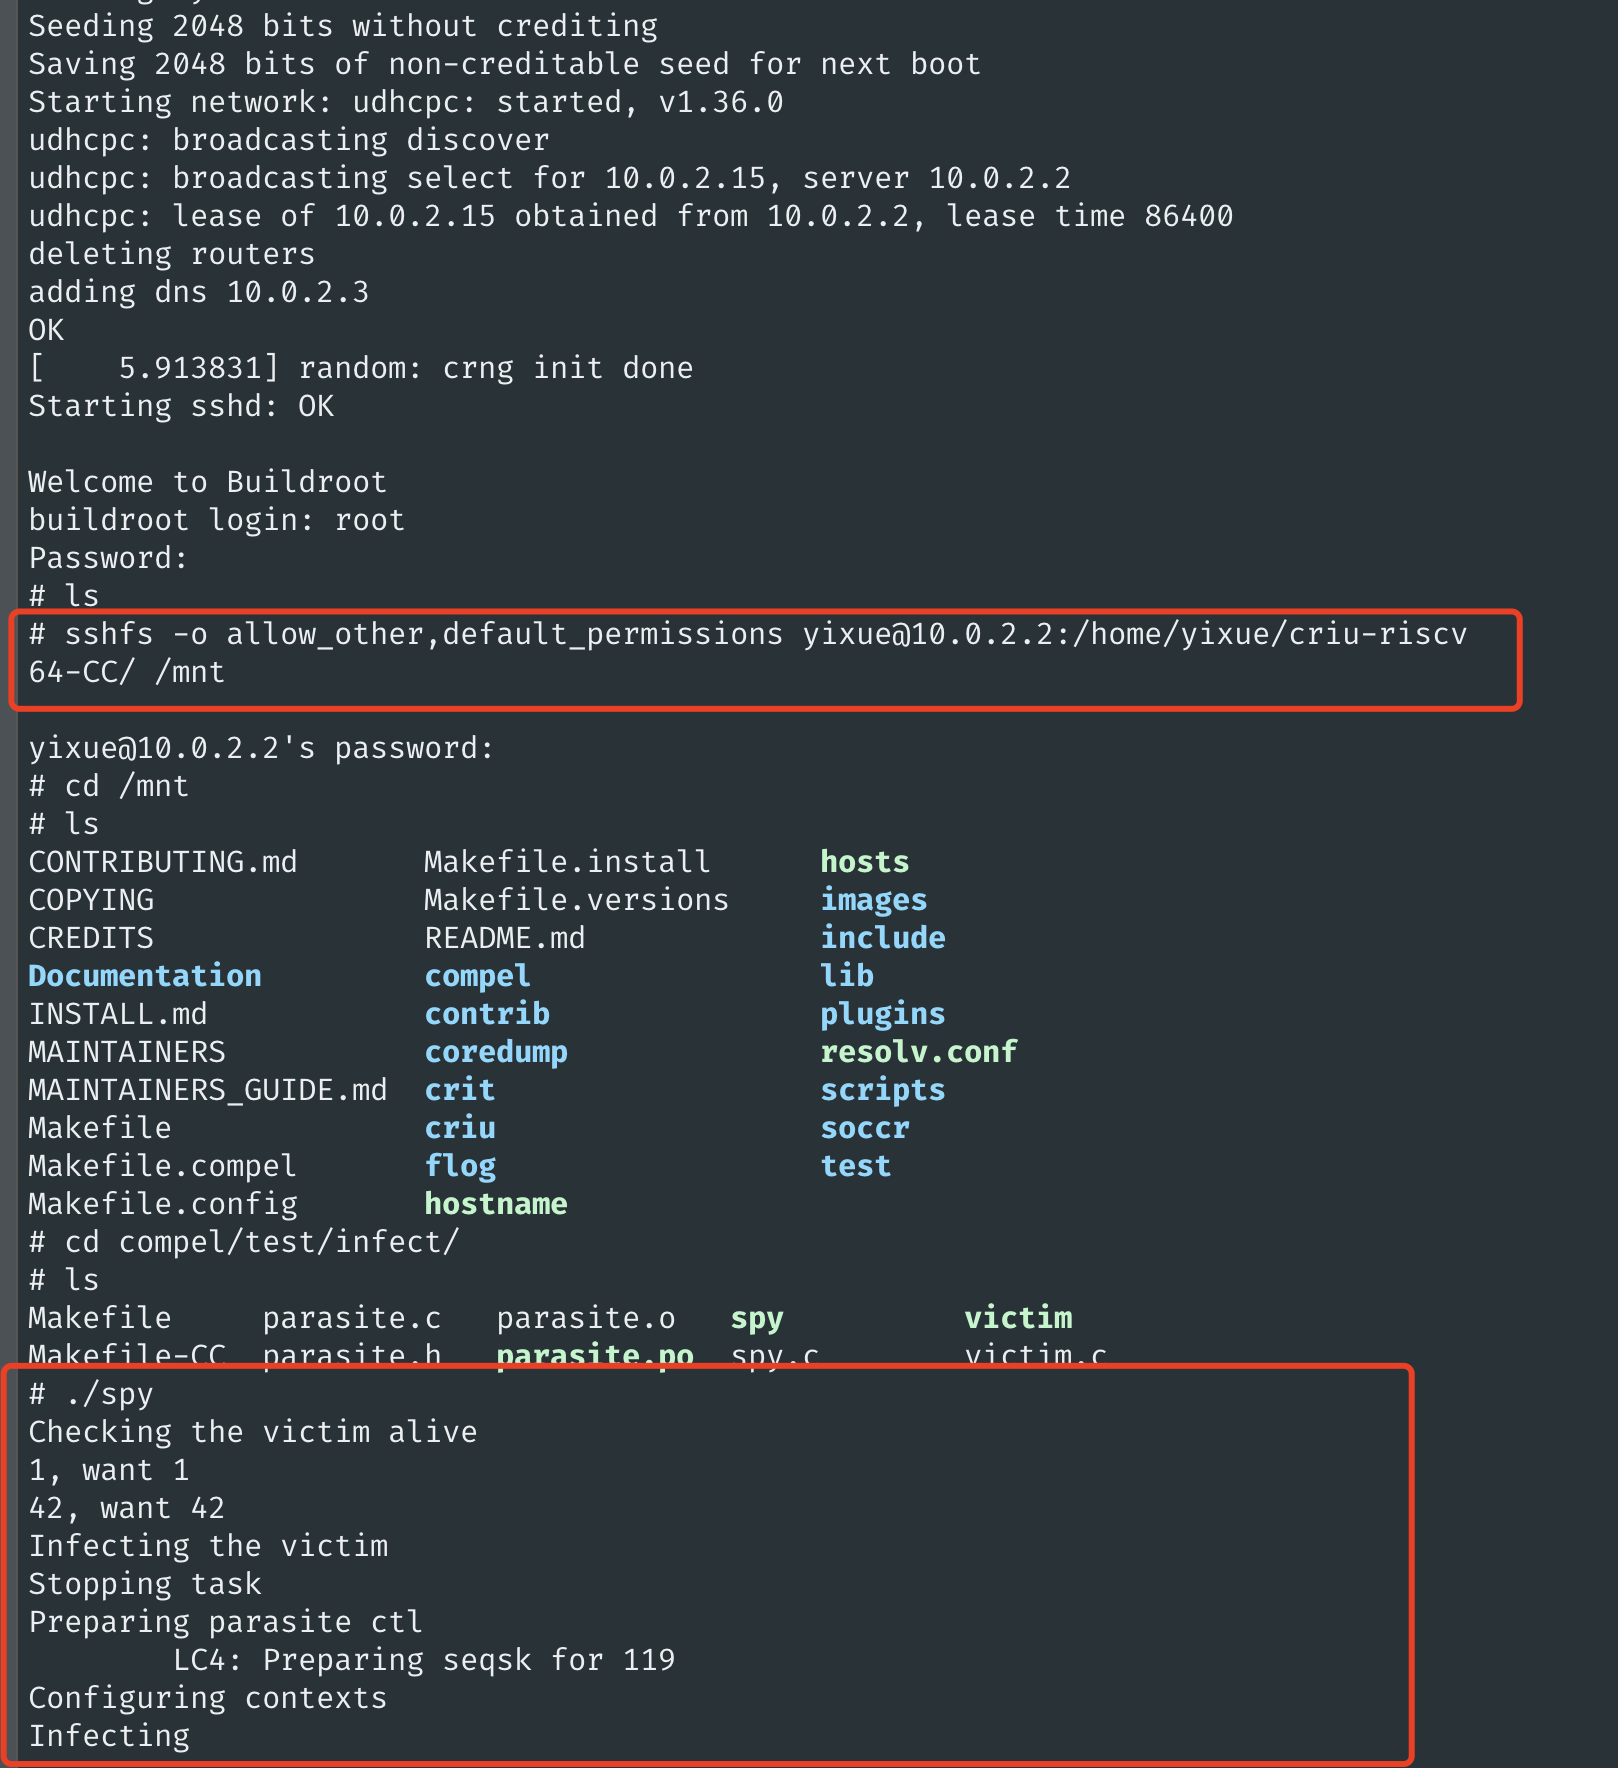 Seeding 2048 bits without crediting
Saving 2048 bits of non-creditable seed for next boot
Starting network: udhcpc: started, v1.36.0
udhcpc: broadcasting discover
udhcpc: broadcasting select for 10.0.2.15, server 10.0.2.2
udhcpc: lease of 10.0.2.15 obtained from 10.0.2.2, lease time 86400
deleting routers
adding dns 10.0.2.3
OK
[    5.913831] random: crng init done
Starting sshd: OK
Welcome to Buildroot
buildroot login: root
Password:
# ls
# sshfs -o allow_other,default_permissions yixue@10.0.2.2:/home/yixue/criu-riscv
64-CC/ /mnt
yixue@10.0.2.2's password:
# cd /mnt
# ls
CONTRIBUTING.md       Makefile.install      hosts
COPYING               Makefile.versions     images
CREDITS               README.md             include
Documentation         compel                lib
INSTALL.md            contrib               plugins
MAINTAINERS           coredump              resolv.conf
MAINTAINERS_GUIDE.md  crit                  scripts
Makefile              criu                  soccr
Makefile.compel       flog                  test
Makefile.config       hostname
# cd compel/test/infect/
# ls
Makefile     parasite.c   parasite.o   spy          victim
Makefile-CC  parasite.h   parasite.po  spy.c        victim.c
# ./spy
Checking the victim alive
1, want 1
42, want 42
Infecting the victim
Stopping task
Preparing parasite ctl
        LC4: Preparing seqsk for 119
Configuring contexts
Infecting